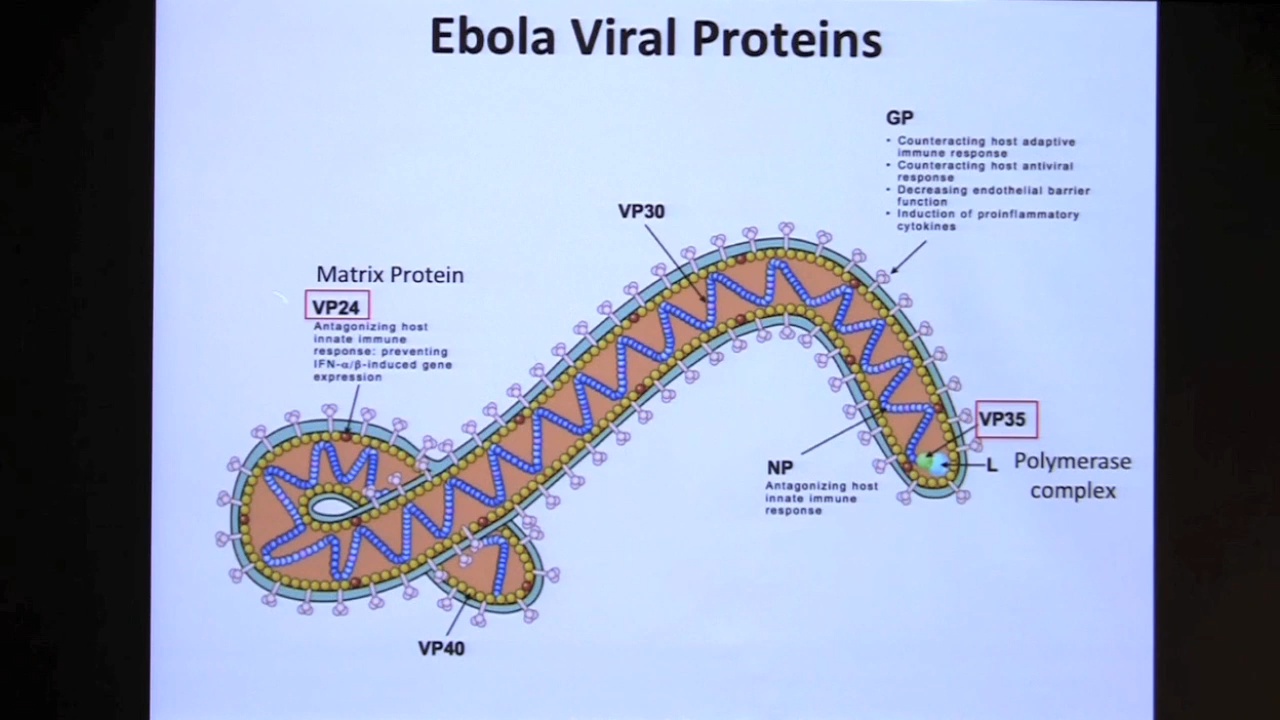 Ebola Viral Proteins
GP
• Counteracting host adaptive
immune response
• Counteracting host antiviral
response
• Decreasing endothelial barrier
function
• Induction of proinflammatory
cytokines
VP30
Matrix Protein
VP24
Antagonizing host
innate immune
response: preventing
IFN-α/β-induced gene
expression
VP35
L
Polymerase
complex
NP
Antagonizing host
innate immune
response
VP40